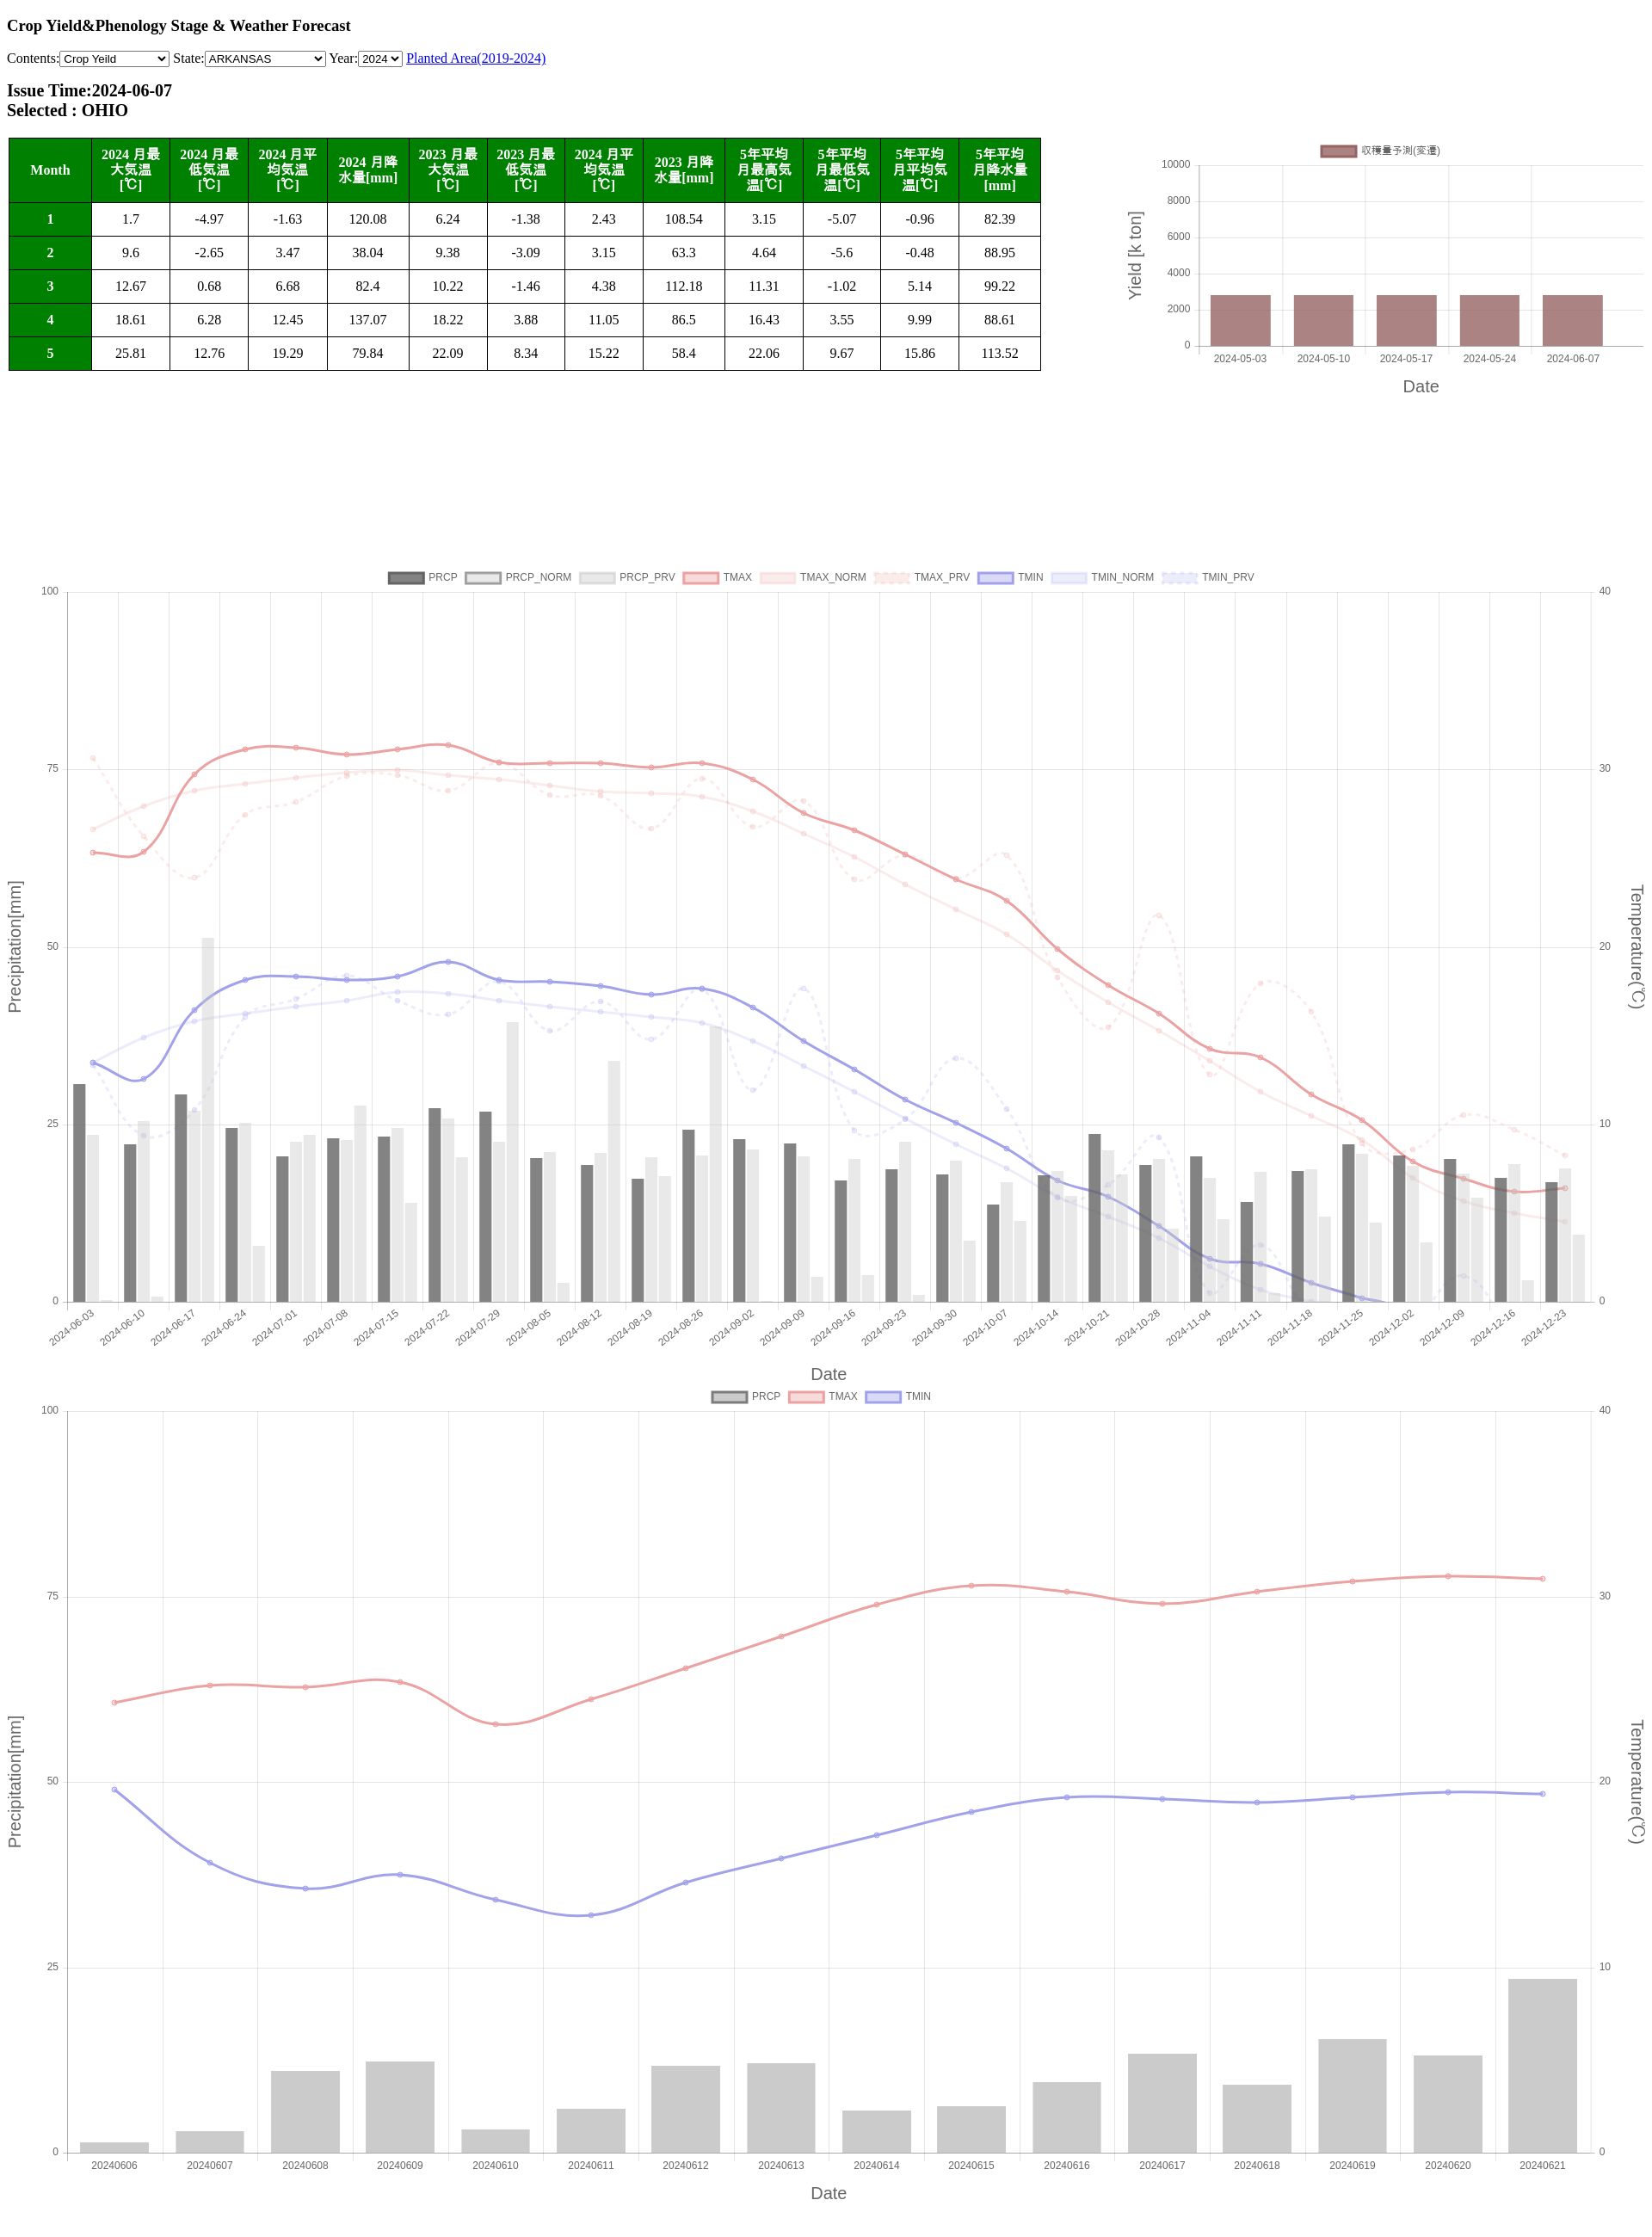 Crop Yield&Phenology Stage & Weather Forecast
Contents: Crop Yeild State: ARKANSAS Year: 2024 Planted Area(2019-2024)
Issue Time:2024-06-07
Selected : OHIO
Month 2024 月最大気温[℃] 2024 月最低気温[℃] 2024 月平均気温[℃] 2024 月降水量[mm] 2023 月最大気温[℃] 2023 月最低気温[℃] 2024 月平均気温[℃] 2023 月降水量[mm] 5年平均月最高気温[℃] 5年平均月最低気温[℃] 5年平均月平均気温[℃] 5年平均月降水量[mm]
1 1.7 -4.97 -1.63 120.08 6.24 -1.38 2.43 108.54 3.15 -5.07 -0.96 82.39
2 9.6 -2.65 3.47 38.04 9.38 -3.09 3.15 63.3 4.64 -5.6 -0.48 88.95
3 12.67 0.68 6.68 82.4 10.22 -1.46 4.38 112.18 11.31 -1.02 5.14 99.22
4 18.61 6.28 12.45 137.07 18.22 3.88 11.05 86.5 16.43 3.55 9.99 88.61
5 25.81 12.76 19.29 79.84 22.09 8.34 15.22 58.4 22.06 9.67 15.86 113.52
収穫量予測(変遷)
Yield [k ton]
10000
8000
6000
4000
2000
0
2024-05-03 2024-05-10 2024-05-17 2024-05-24 2024-06-07
Date
PRCP PRCP_NORM PRCP_PRV TMAX TMAX_NORM TMAX_PRV TMIN TMIN_NORM TMIN_PRV
Precipitation[mm]
100
75
50
25
0
40
30
20
10
0
Temperature(℃)
2024-06-03 2024-06-10 2024-06-17 2024-06-24 2024-07-01 2024-07-08 2024-07-15 2024-07-22 2024-07-29 2024-08-05 2024-08-12 2024-08-19 2024-08-26 2024-09-02 2024-09-09 2024-09-16 2024-09-23 2024-09-30 2024-10-07 2024-10-14 2024-10-21 2024-10-28 2024-11-04 2024-11-11 2024-11-18 2024-11-25 2024-12-02 2024-12-09 2024-12-16 2024-12-23
Date
PRCP TMAX TMIN
Precipitation[mm]
100
75
50
25
0
40
30
20
10
0
Temperature(℃)
20240606 20240607 20240608 20240609 20240610 20240611 20240612 20240613 20240614 20240615 20240616 20240617 20240618 20240619 20240620 20240621
Date